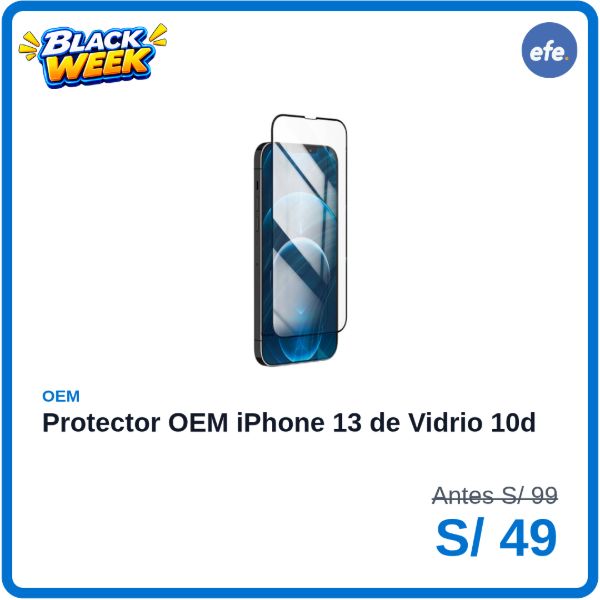 BLACK
WEEK
efe.
OEM
Protector OEM iPhone 13 de Vidrio 10d
Antes S/ 99
S/ 49